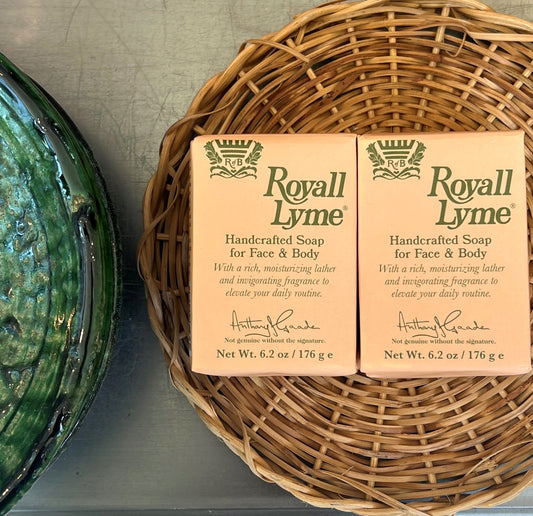 R of B
Royall
Lyme®
Handcrafted Soap
for Face & Body
With a rich, moisturizing lather
and invigorating fragrance to
elevate your daily routine.
Not genuine without the signature.
Net Wt. 6.2 oz / 176 g e
R of B
Royall
Lyme®
Handcrafted Soap
for Face & Body
With a rich, moisturizing lather
and invigorating fragrance to
elevate your daily routine.
Not genuine without the signature.
Net Wt. 6.2 oz / 176 g e